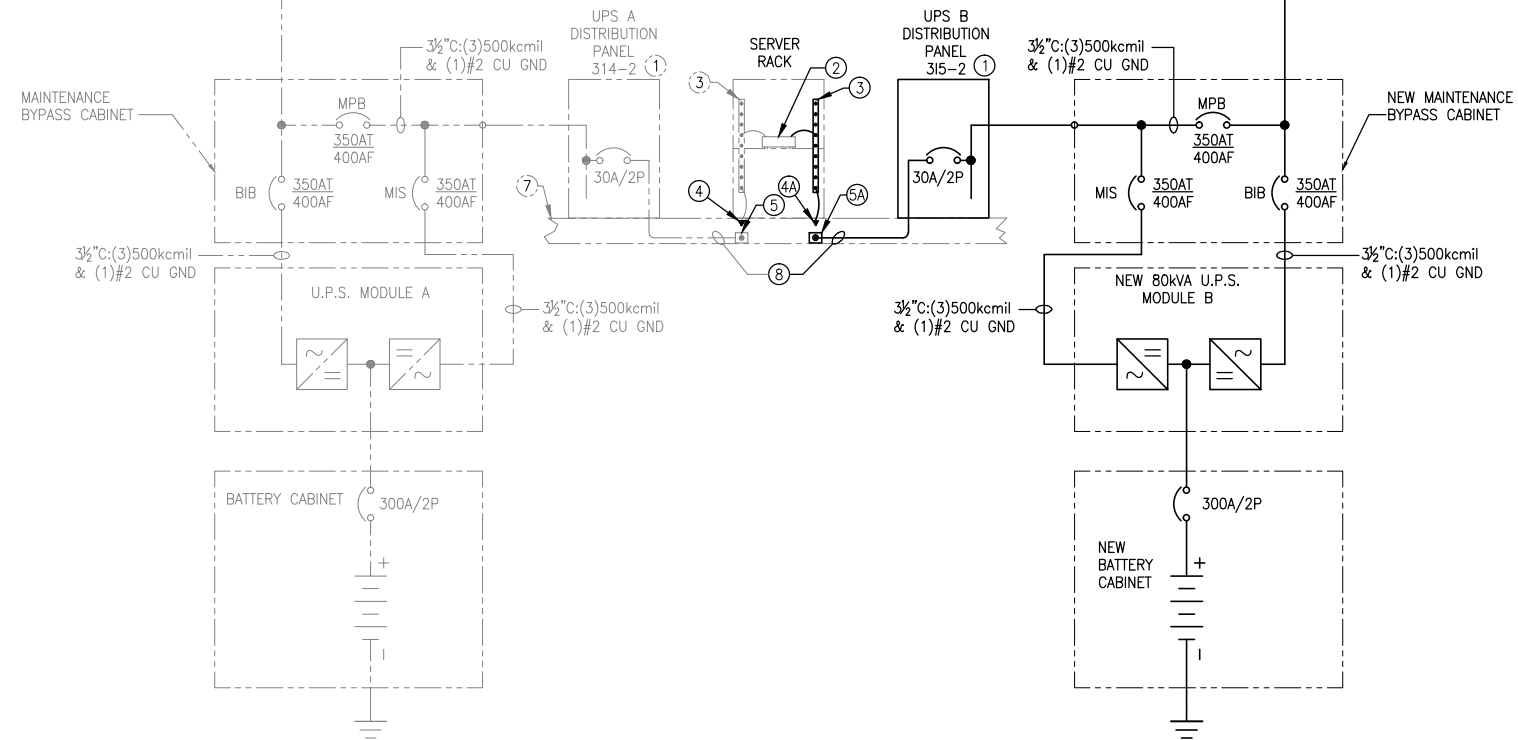 UPS A
DISTRIBUTION
PANEL
314-2
1
3½"C:(3)500kcmil
& (1)#2 CU GND
MAINTENANCE
BYPASS CABINET
MPB
350AT
400AF
BIB
350AT
400AF
MIS
350AT
400AF
30A/2P
7
3½"C:(3)500kcmil
& (1)#2 CU GND
U.P.S. MODULE A
3½"C:(3)500kcmil
& (1)#2 CU GND
BATTERY CABINET
300A/2P
+
SERVER
RACK
2
3
3
4
5
4A
5A
8
UPS B
DISTRIBUTION
PANEL
315-2
1
30A/2P
3½"C:(3)500kcmil
& (1)#2 CU GND
NEW MAINTENANCE
BYPASS CABINET
MPB
350AT
400AF
MIS
350AT
400AF
BIB
350AT
400AF
3½"C:(3)500kcmil
& (1)#2 CU GND
NEW 80kVA U.P.S.
MODULE B
3½"C:(3)500kcmil
& (1)#2 CU GND
300A/2P
NEW
BATTERY
CABINET
+